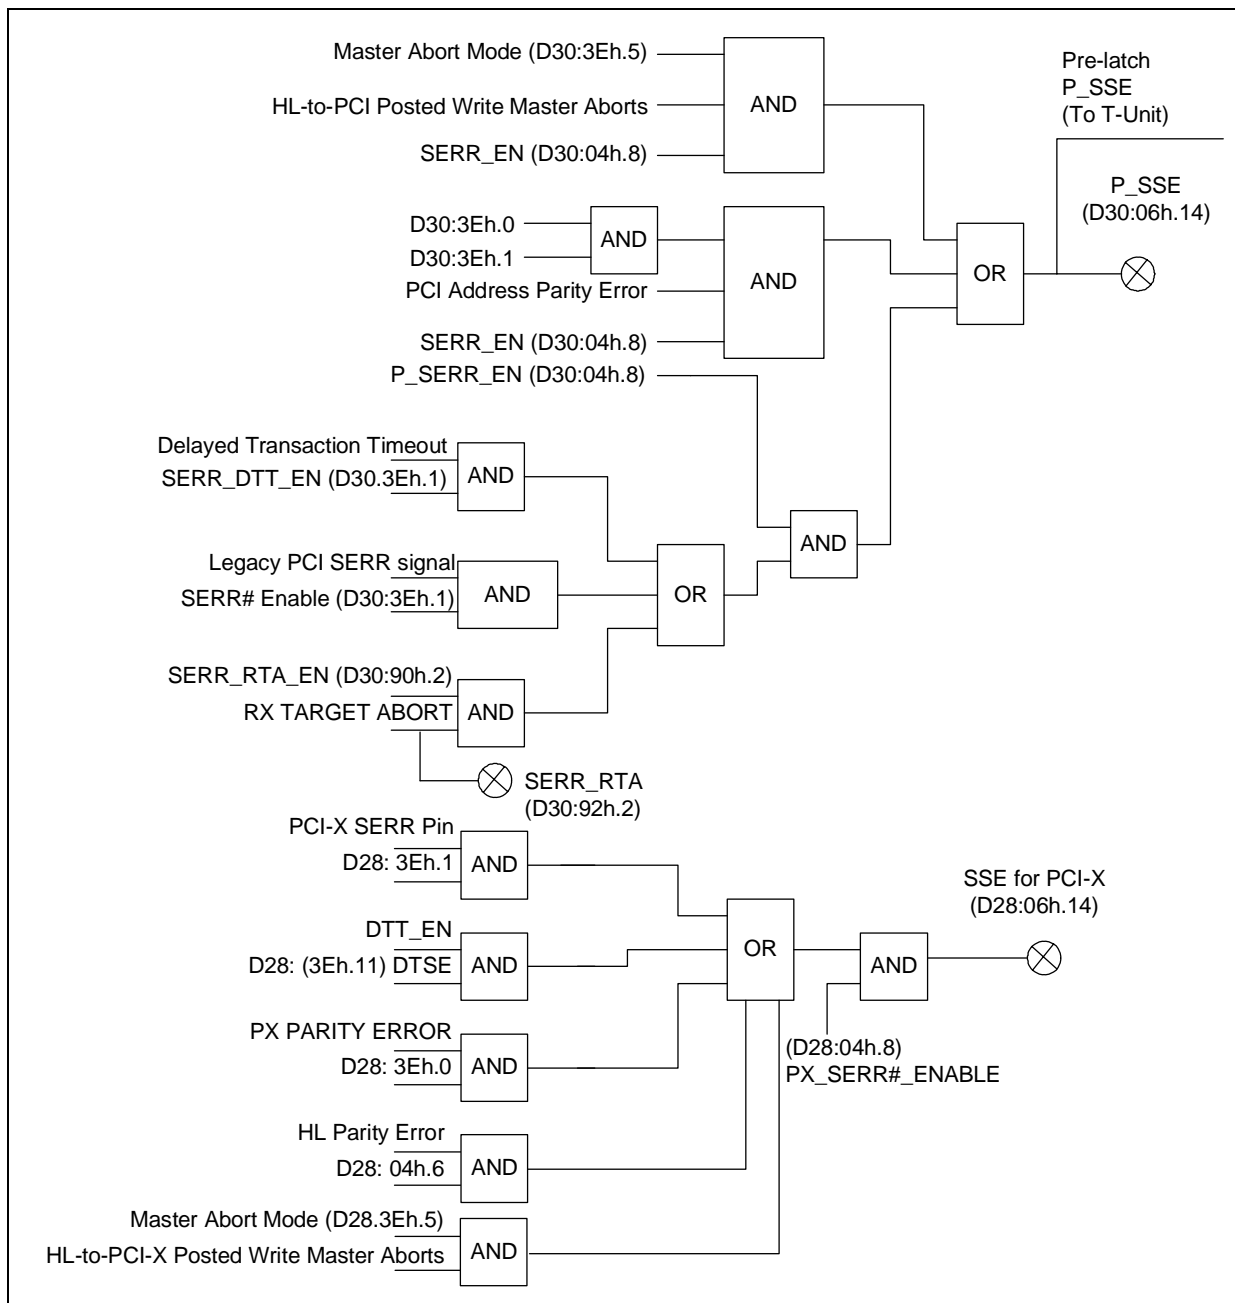 Master Abort Mode (D30:3Eh.5)
HL-to-PCI Posted Write Master Aborts
SERR_EN (D30:04h.8)
AND
Pre-latch
P_SSE
(To T-Unit)
P_SSE
(D30:06h.14)
D30:3Eh.0
D30:3Eh.1
AND
PCI Address Parity Error
SERR_EN (D30:04h.8)
AND
OR
P_SERR_EN (D30:04h.8)
Delayed Transaction Timeout
SERR_DTT_EN (D30.3Eh.1)
AND
Legacy PCI SERR signal
SERR# Enable (D30:3Eh.1)
AND
OR
AND
SERR_RTA_EN (D30:90h.2)
RX TARGET ABORT
AND
SERR_RTA
(D30:92h.2)
PCI-X SERR Pin
D28: 3Eh.1
AND
DTT_EN
D28: (3Eh.11) DTSE
AND
OR
AND
SSE for PCI-X
(D28:06h.14)
PX PARITY ERROR
D28: 3Eh.0
AND
(D28:04h.8)
PX_SERR#_ENABLE
HL Parity Error
D28: 04h.6
AND
Master Abort Mode (D28.3Eh.5)
HL-to-PCI-X Posted Write Master Aborts
AND